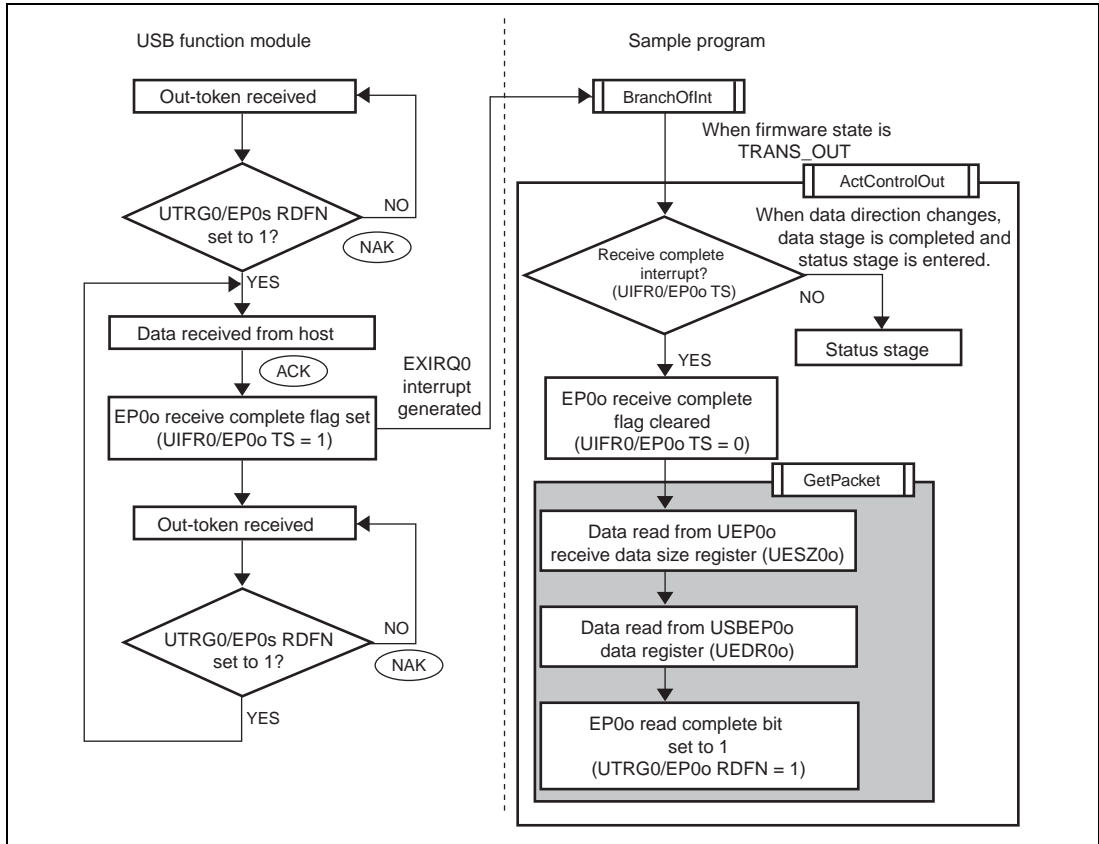 USB function module
Out-token received
UTRG0/EP0s RDFN
set to 1?
NO
NAK
YES
Data received from host
ACK
EP0o receive complete flag set
(UIFR0/EP0o TS = 1)
EXIRQ0
interrupt
generated
Out-token received
UTRG0/EP0s RDFN
set to 1?
NO
NAK
YES
Sample program
BranchOfInt
When firmware state is
TRANS_OUT
ActControlOut
When data direction changes,
data stage is completed and
status stage is entered.
Receive complete
interrupt?
(UIFR0/EP0o TS)
NO
Status stage
YES
EP0o receive complete
flag cleared
(UIFR0/EP0o TS = 0)
GetPacket
Data read from UEP0o
receive data size register (UESZ0o)
Data read from USBEP0o
data register (UEDR0o)
EP0o read complete bit
set to 1
(UTRG0/EP0o RDFN = 1)